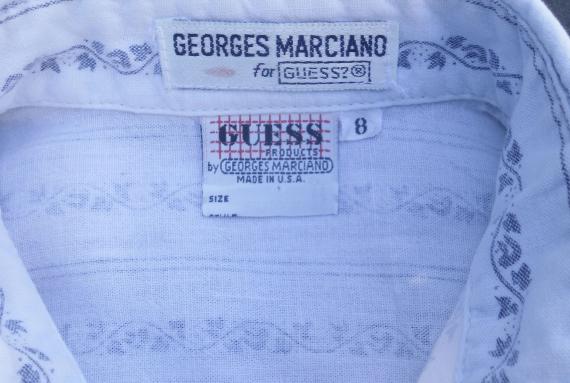 GEORGES MARCIANO
for GUESS?®
GUESS
PRODUCTS
by GEORGES MARCIANO
MADE IN U.S.A.
SIZE
8